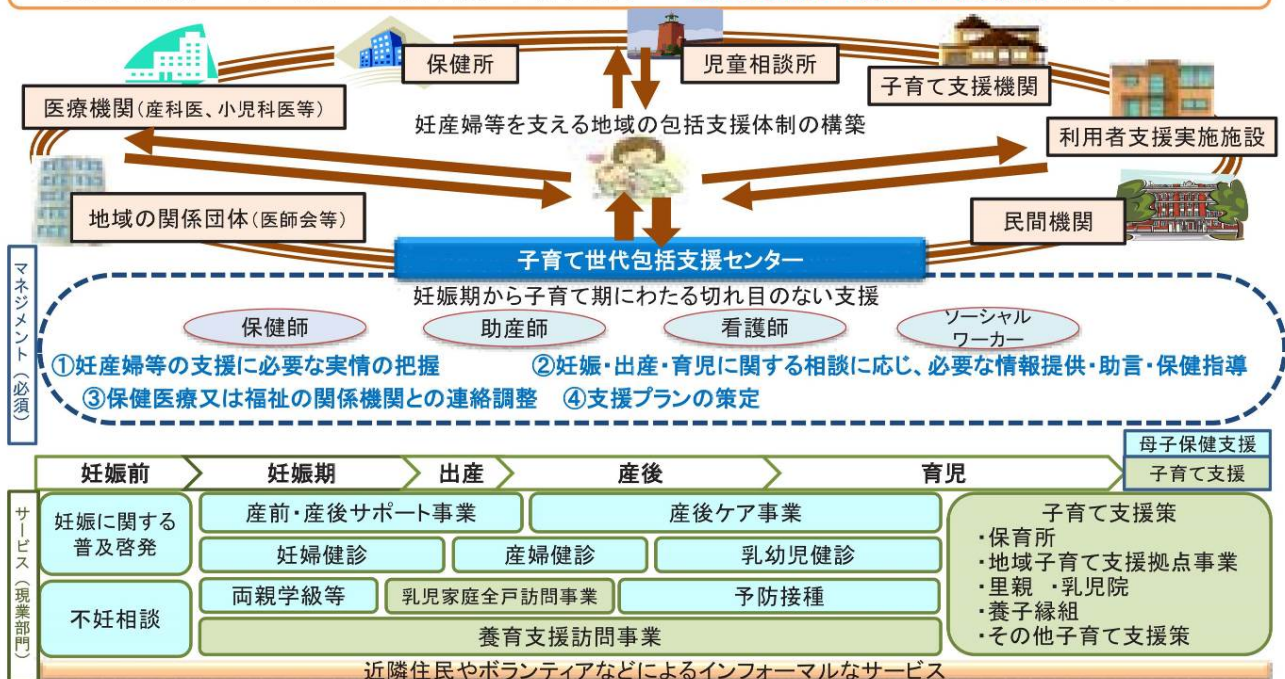 保健所
児童相談所
子育て支援機関
医療機関(産科医、小児科医等)
妊産婦等を支える地域の包括支援体制の構築
利用者支援実施施設
地域の関係団体(医師会等)
民間機関
子育て世代包括支援センター
マネジメント(必須)
妊娠期から子育て期にわたる切れ目のない支援
保健師
助産師
看護師
ソーシャル
ワーカー
①妊産婦等の支援に必要な実情の把握
②妊娠・出産・育児に関する相談に応じ、必要な情報提供・助言・保健指導
③保健医療又は福祉の関係機関との連絡調整
④支援プランの策定
母子保健支援
子育て支援
妊娠前
妊娠期
出産
産後
育児
サービス(現業部門)
妊娠に関する
普及啓発
産前・産後サポート事業
産後ケア事業
妊婦健診
産婦健診
乳幼児健診
不妊相談
両親学級等
乳児家庭全戸訪問事業
予防接種
養育支援訪問事業
子育て支援策
・保育所
・地域子育て支援拠点事業
・里親 ・乳児院
・養子縁組
・その他子育て支援策
近隣住民やボランティアなどによるインフォーマルなサービス